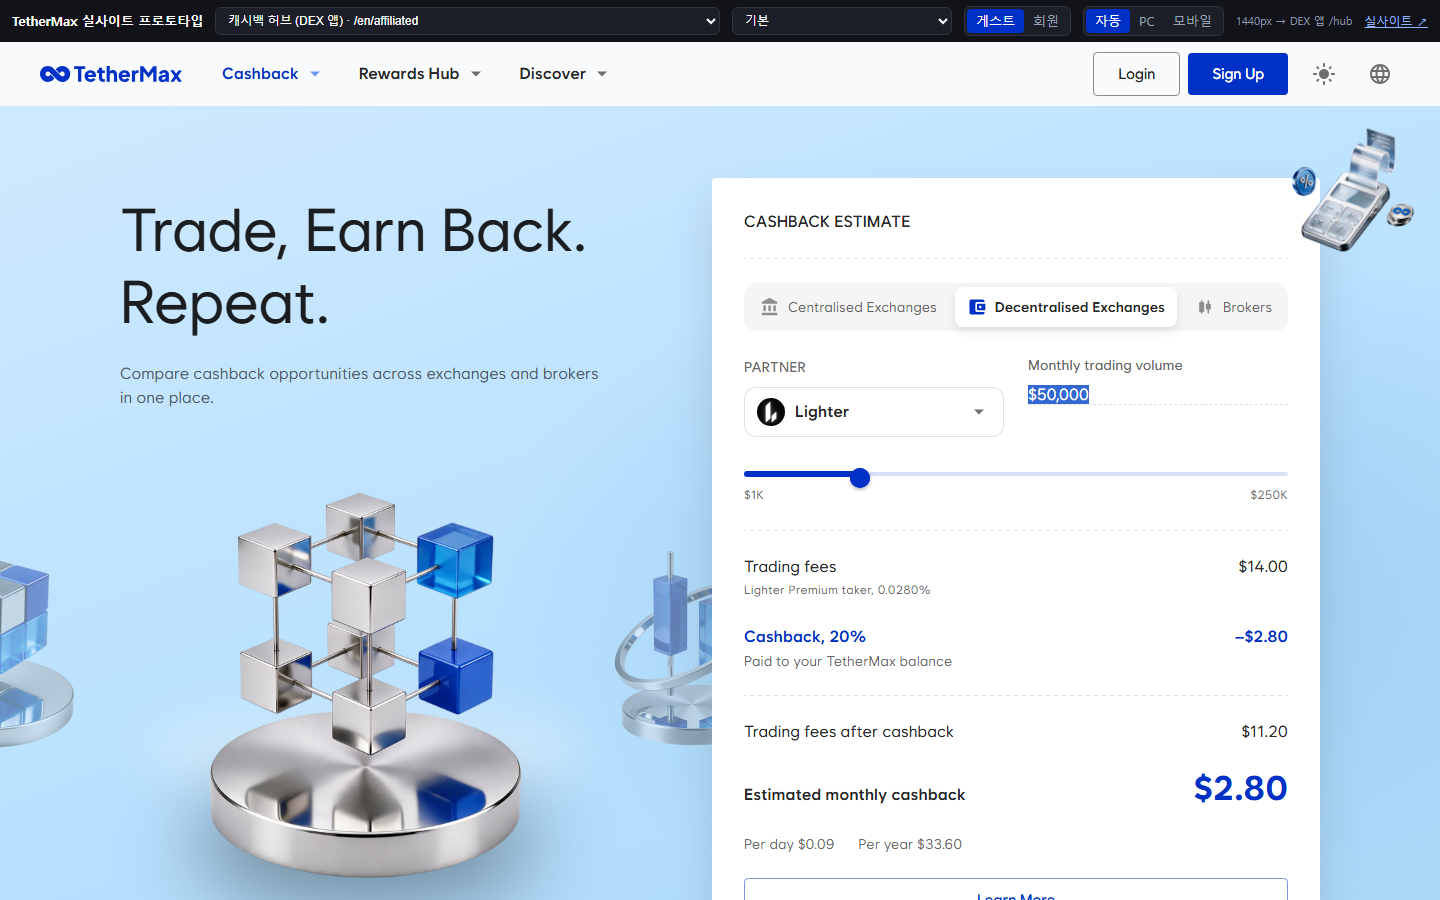 TetherMax 실사이트 프로토타입
캐시백 허브 (DEX 앱) · /en/affiliated
기본
게스트 회원
자동 PC 모바일
1440px → DEX 앱 /hub
실사이트 ↗
TetherMax
Cashback
Rewards Hub
Discover
Login
Sign Up
Trade, Earn Back.
Repeat.
Compare cashback opportunities across exchanges and brokers
in one place.
CASHBACK ESTIMATE
Centralised Exchanges
Decentralised Exchanges
Brokers
PARTNER
Lighter
Monthly trading volume
$50,000
$1K
$250K
Trading fees
$14.00
Lighter Premium taker, 0.0280%
Cashback, 20%
–$2.80
Paid to your TetherMax balance
Trading fees after cashback
$11.20
Estimated monthly cashback
$2.80
Per day $0.09
Per year $33.60
Learn More